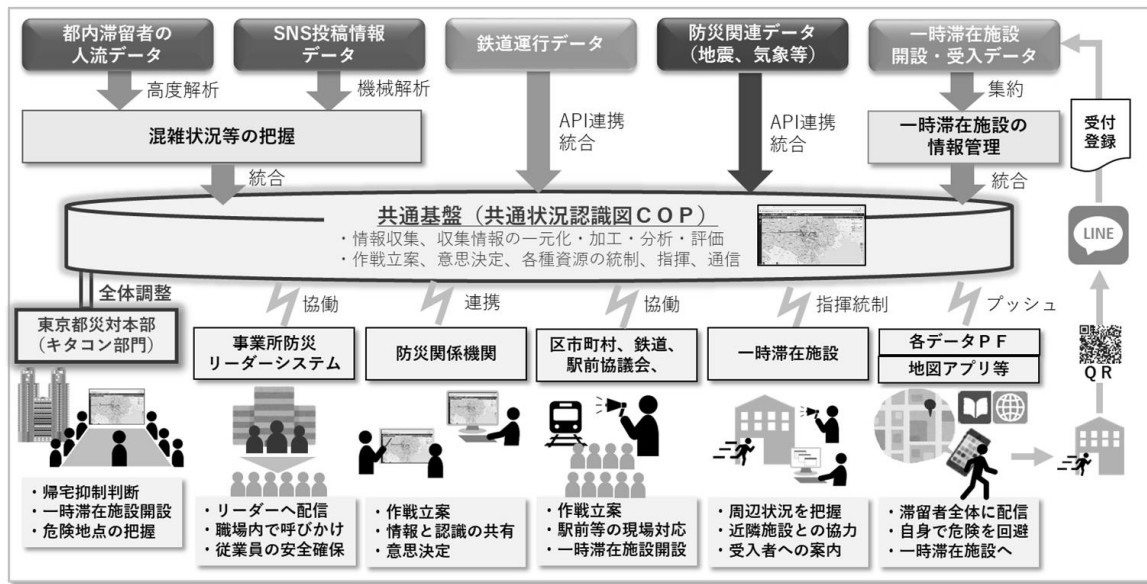 都内滞留者の
人流データ
SNS投稿情報
データ
鉄道運行データ
防災関連データ
（地震、気象等）
一時滞在施設
開設・受入データ
高度解析
機械解析
API連携
統合
API連携
統合
集約
混雑状況等の把握
一時滞在施設の
情報管理
受付
登録
統合
統合
共通基盤（共通状況認識図ＣＯＰ）
・情報収集、収集情報の一元化・加工・分析・評価
・作戦立案、意思決定、各種資源の統制、指揮、通信
LINE
全体調整
協働
連携
協働
指揮統制
プッシュ
東京都災対本部
（キタコン部門）
事業所防災
リーダーシステム
防災関係機関
区市町村、鉄道、
駅前協議会、
一時滞在施設
各データＰＦ
地図アプリ等
ＱＲ
・帰宅抑制判断
・一時滞在施設開設
・危険地点の把握
・リーダーへ配信
・職場内で呼びかけ
・従業員の安全確保
・作戦立案
・情報と認識の共有
・意思決定
・作戦立案
・駅前等の現場対応
・一時滞在施設開設
・周辺状況を把握
・近隣施設との協力
・受入者への案内
・滞留者全体に配信
・自身で危険を回避
・一時滞在施設へ